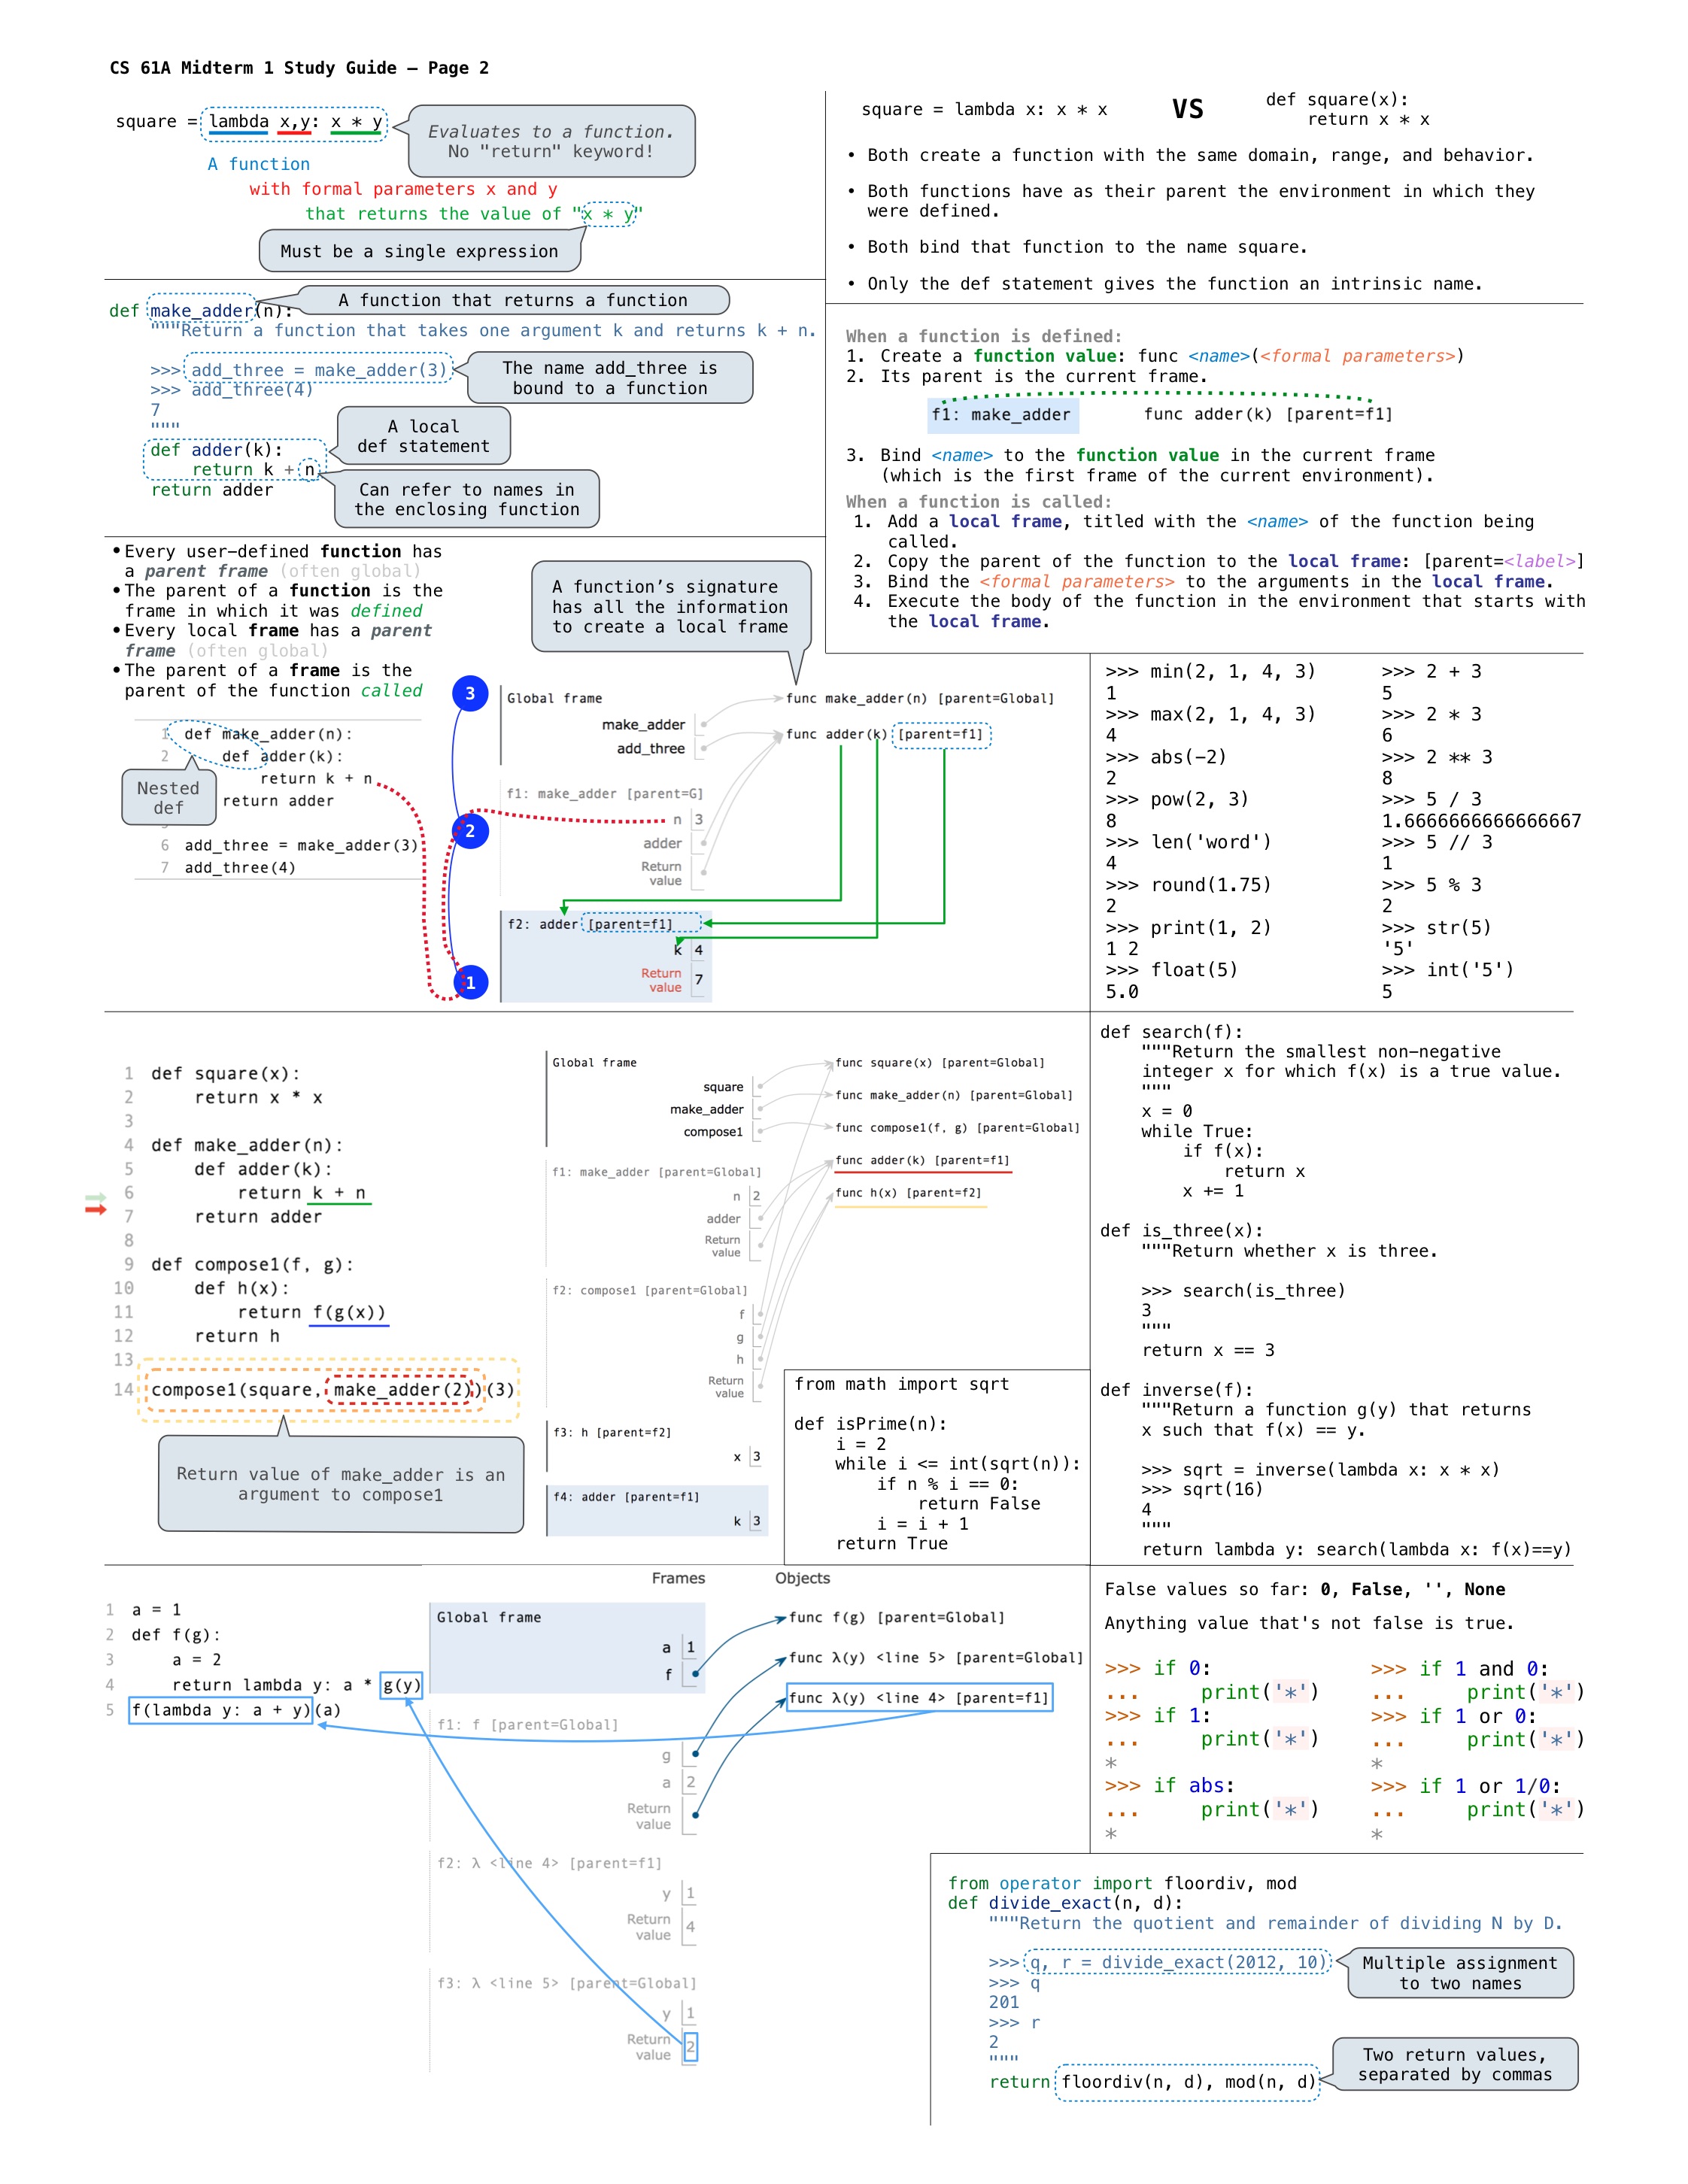 CS 61A Midterm 1 Study Guide – Page 2
square = lambda x,y: x * y
Evaluates to a function.
No "return" keyword!
A function
with formal parameters x and y
that returns the value of "x * y"
Must be a single expression
square = lambda x: x * x
VS
def square(x):
return x * x
• Both create a function with the same domain, range, and behavior.
• Both functions have as their parent the environment in which they
were defined.
• Both bind that function to the name square.
• Only the def statement gives the function an intrinsic name.
def make_adder(n):
A function that returns a function
"""Return a function that takes one argument k and returns k + n.
>>> add_three = make_adder(3)
The name add_three is
bound to a function
>>> add_three(4)
7
"""
A local
def statement
def adder(k):
return k + n
return adder
Can refer to names in
the enclosing function
When a function is defined:
1. Create a function value: func <name>(<formal parameters>)
2. Its parent is the current frame.
f1: make_adder
func adder(k) [parent=f1]
3. Bind <name> to the function value in the current frame
(which is the first frame of the current environment).
When a function is called:
1. Add a local frame, titled with the <name> of the function being
called.
2. Copy the parent of the function to the local frame: [parent=<label>]
3. Bind the <formal parameters> to the arguments in the local frame.
4. Execute the body of the function in the environment that starts with
the local frame.
•Every user–defined function has
a parent frame (often global)
•The parent of a function is the
frame in which it was defined
•Every local frame has a parent
frame (often global)
•The parent of a frame is the
parent of the function called
A function’s signature
has all the information
to create a local frame
1 def make_adder(n):
2 def adder(k):
return k + n
return adder
Nested
def
6 add_three = make_adder(3)
7 add_three(4)
3
2
1
Global frame
make_adder
add_three
func make_adder(n) [parent=Global]
func adder(k) [parent=f1]
f1: make_adder [parent=G]
n 3
adder
Return
value
f2: adder [parent=f1]
k 4
Return
value 7
>>> min(2, 1, 4, 3)
1
>>> max(2, 1, 4, 3)
4
>>> abs(–2)
2
>>> pow(2, 3)
8
>>> len('word')
4
>>> round(1.75)
2
>>> print(1, 2)
1 2
>>> float(5)
5.0
>>> 2 + 3
5
>>> 2 * 3
6
>>> 2 ** 3
8
>>> 5 / 3
1.6666666666666667
>>> 5 // 3
1
>>> 5 % 3
2
>>> str(5)
'5'
>>> int('5')
5
1 def square(x):
2 return x * x
3
4 def make_adder(n):
5 def adder(k):
6 return k + n
7 return adder
8
9 def compose1(f, g):
10 def h(x):
11 return f(g(x))
12 return h
13
14 compose1(square, make_adder(2))(3)
Return value of make_adder is an
argument to compose1
Global frame
square
make_adder
compose1
func square(x) [parent=Global]
func make_adder(n) [parent=Global]
func compose1(f, g) [parent=Global]
func adder(k) [parent=f1]
func h(x) [parent=f2]
f1: make_adder [parent=Global]
n 2
adder
Return
value
f2: compose1 [parent=Global]
f
g
h
Return
value
f3: h [parent=f2]
x 3
f4: adder [parent=f1]
k 3
from math import sqrt
def isPrime(n):
i = 2
while i <= int(sqrt(n)):
if n % i == 0:
return False
i = i + 1
return True
def search(f):
"""Return the smallest non–negative
integer x for which f(x) is a true value.
"""
x = 0
while True:
if f(x):
return x
x += 1
def is_three(x):
"""Return whether x is three.
>>> search(is_three)
3
"""
return x == 3
def inverse(f):
"""Return a function g(y) that returns
x such that f(x) == y.
>>> sqrt = inverse(lambda x: x * x)
>>> sqrt(16)
4
"""
return lambda y: search(lambda x: f(x)==y)
1 a = 1
2 def f(g):
3 a = 2
4 return lambda y: a * g(y)
5 f(lambda y: a + y)(a)
Frames
Objects
Global frame
a 1
f
func f(g) [parent=Global]
func λ(y) <line 5> [parent=Global]
func λ(y) <line 4> [parent=f1]
f1: f [parent=Global]
g
a 2
Return
value
f2: λ <line 4> [parent=f1]
y 1
Return
value 4
f3: λ <line 5> [parent=Global]
y 1
Return
value 2
False values so far: 0, False, '', None
Anything value that's not false is true.
>>> if 0:
... print('*')
>>> if 1:
... print('*')
*
>>> if abs:
... print('*')
*
>>> if 1 and 0:
... print('*')
>>> if 1 or 0:
... print('*')
*
>>> if 1 or 1/0:
... print('*')
*
from operator import floordiv, mod
def divide_exact(n, d):
"""Return the quotient and remainder of dividing N by D.
>>> q, r = divide_exact(2012, 10)
Multiple assignment
to two names
>>> q
201
>>> r
2
"""
return floordiv(n, d), mod(n, d)
Two return values,
separated by commas